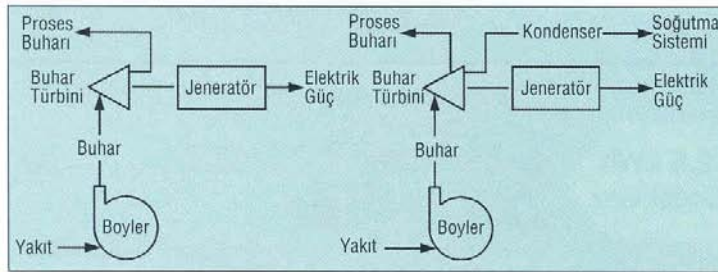 Proses
Buharı
Buhar
Türbini
Jeneratör
Elektrik
Güç
Buhar
Boyler
Yakıt
Proses
Buharı
Kondenser
Soğutma
Sistemi
Buhar
Türbini
Jeneratör
Elektrik
Güç
Buhar
Boyler
Yakıt